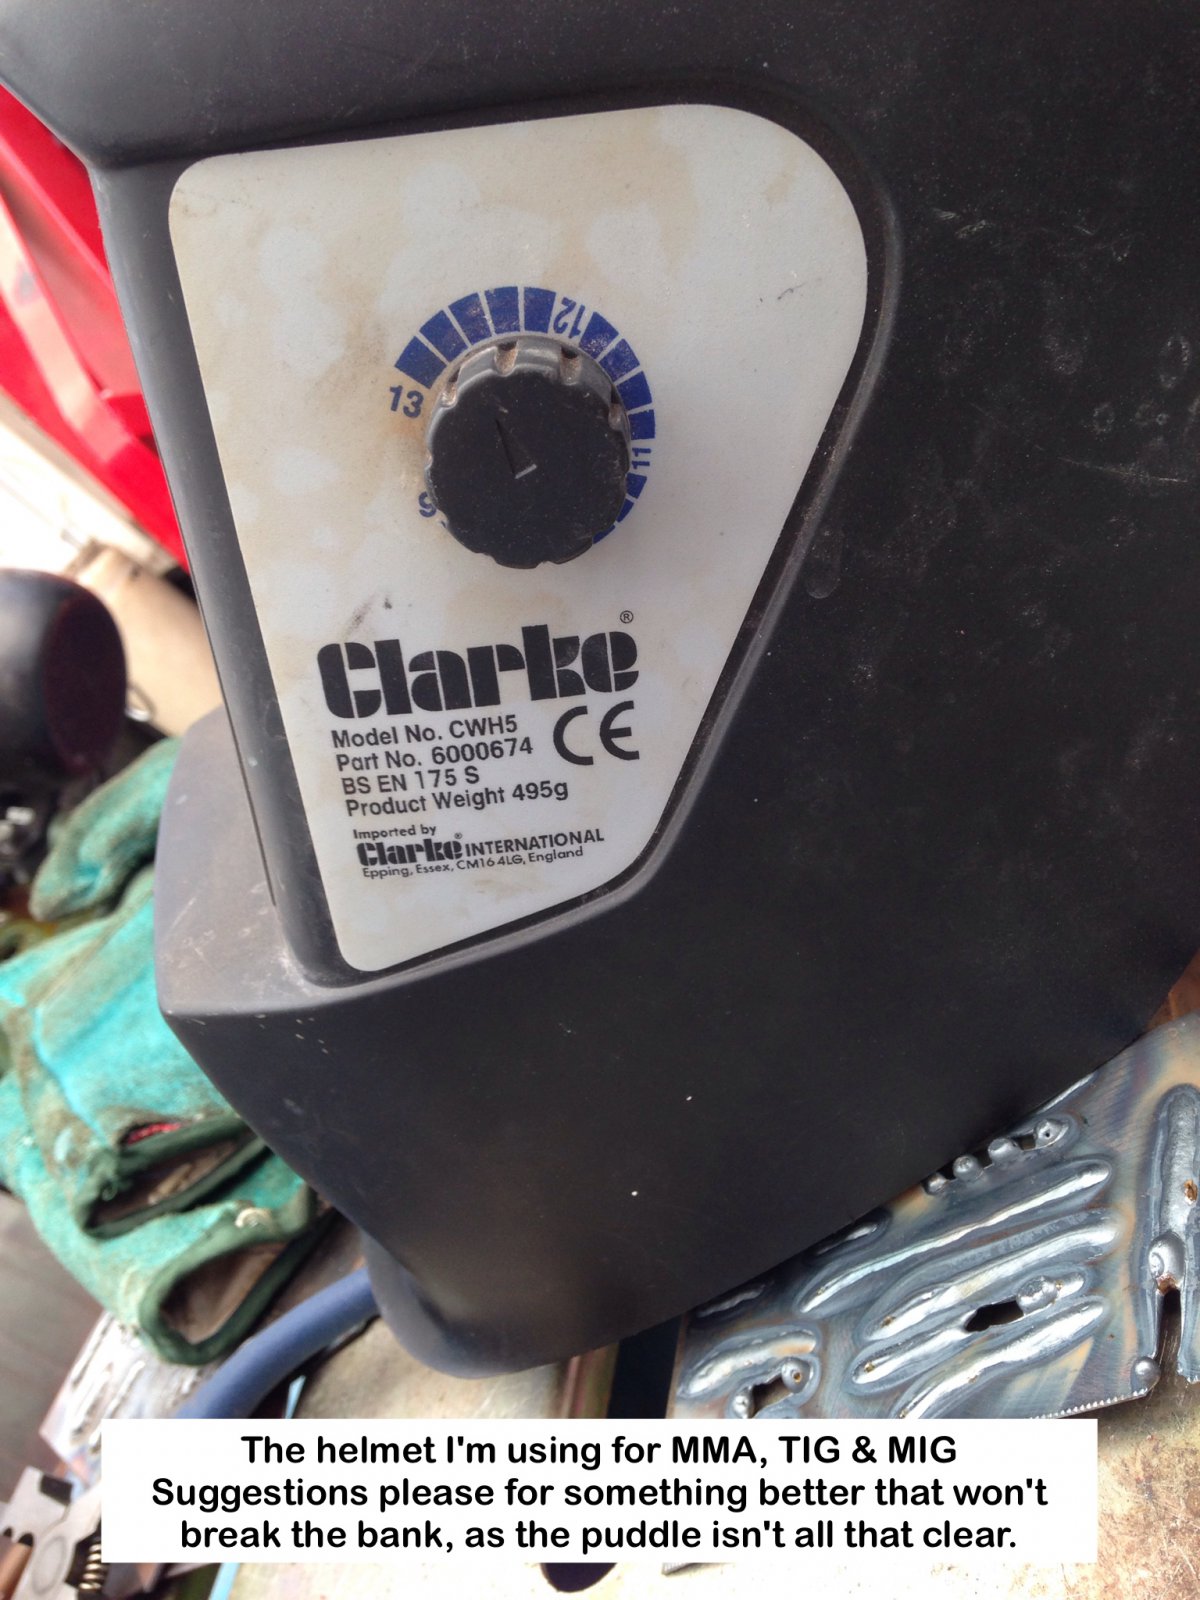 12
13
11
9
Clarke®
Model No. CWH5
Part No. 6000674
BS EN 175 S
Product Weight 495g
CE
Imported by
Clarke® INTERNATIONAL
Epping, Essex, CM16 4LG, England
The helmet I'm using for MMA, TIG & MIG
Suggestions please for something better that won't
break the bank, as the puddle isn't all that clear.